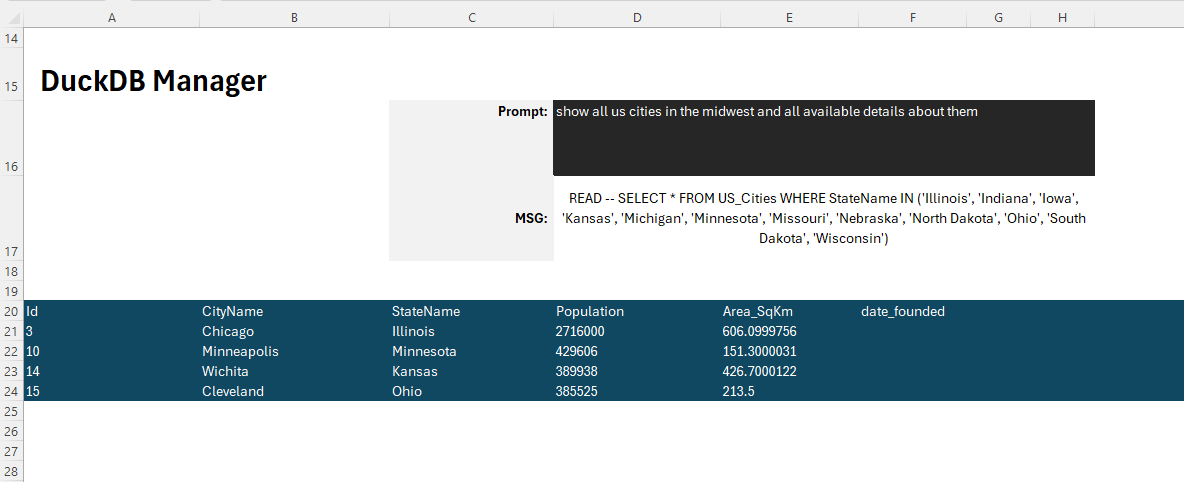 A B C D E F G H
14
15 DuckDB Manager
16 Prompt: show all us cities in the midwest and all available details about them
READ -- SELECT * FROM US_Cities WHERE StateName IN ('Illinois', 'Indiana', 'Iowa',
MSG: 'Kansas', 'Michigan', 'Minnesota', 'Missouri', 'Nebraska', 'North Dakota', 'Ohio', 'South
17 Dakota', 'Wisconsin')
18
19
20 Id CityName StateName Population Area_SqKm date_founded
21 3 Chicago Illinois 2716000 606.0999756
22 10 Minneapolis Minnesota 429606 151.3000031
23 14 Wichita Kansas 389938 426.7000122
24 15 Cleveland Ohio 385525 213.5
25
26
27
28